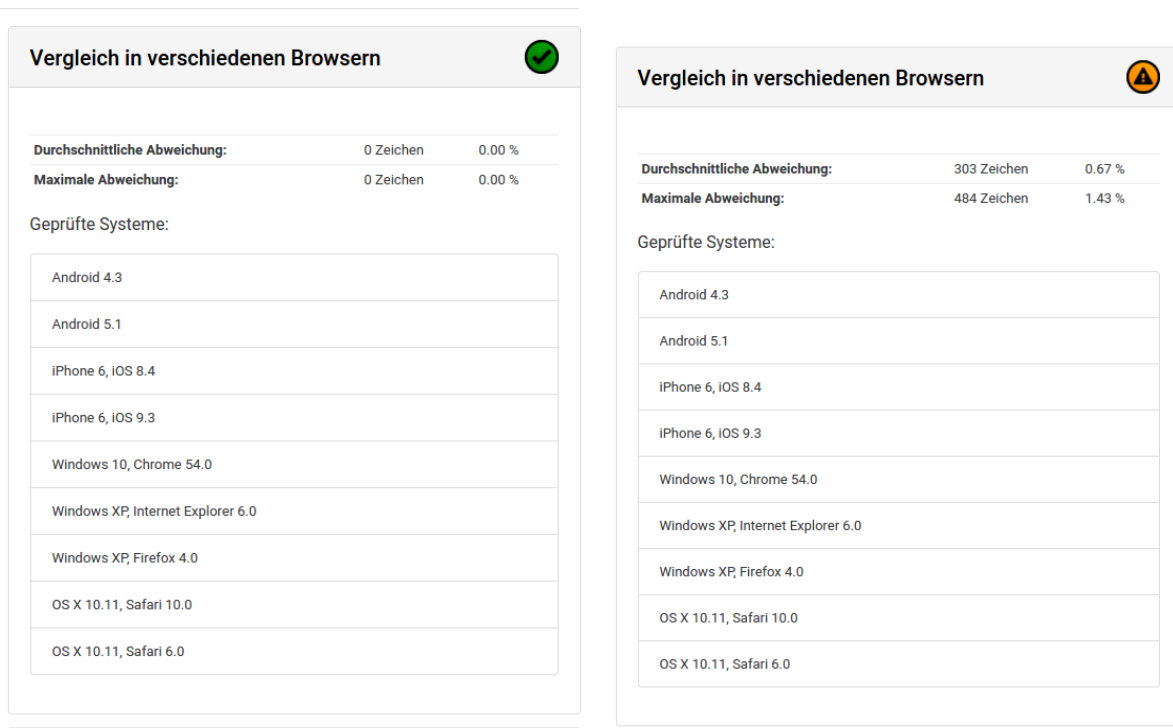 Vergleich in verschiedenen Browsern
Durchschnittliche Abweichung: 0 Zeichen 0.00 %
Maximale Abweichung: 0 Zeichen 0.00 %
Geprüfte Systeme:
Android 4.3
Android 5.1
iPhone 6, iOS 8.4
iPhone 6, iOS 9.3
Windows 10, Chrome 54.0
Windows XP, Internet Explorer 6.0
Windows XP, Firefox 4.0
OS X 10.11, Safari 10.0
OS X 10.11, Safari 6.0
Vergleich in verschiedenen Browsern
Durchschnittliche Abweichung: 303 Zeichen 0.67 %
Maximale Abweichung: 484 Zeichen 1.43 %
Geprüfte Systeme:
Android 4.3
Android 5.1
iPhone 6, iOS 8.4
iPhone 6, iOS 9.3
Windows 10, Chrome 54.0
Windows XP, Internet Explorer 6.0
Windows XP, Firefox 4.0
OS X 10.11, Safari 10.0
OS X 10.11, Safari 6.0